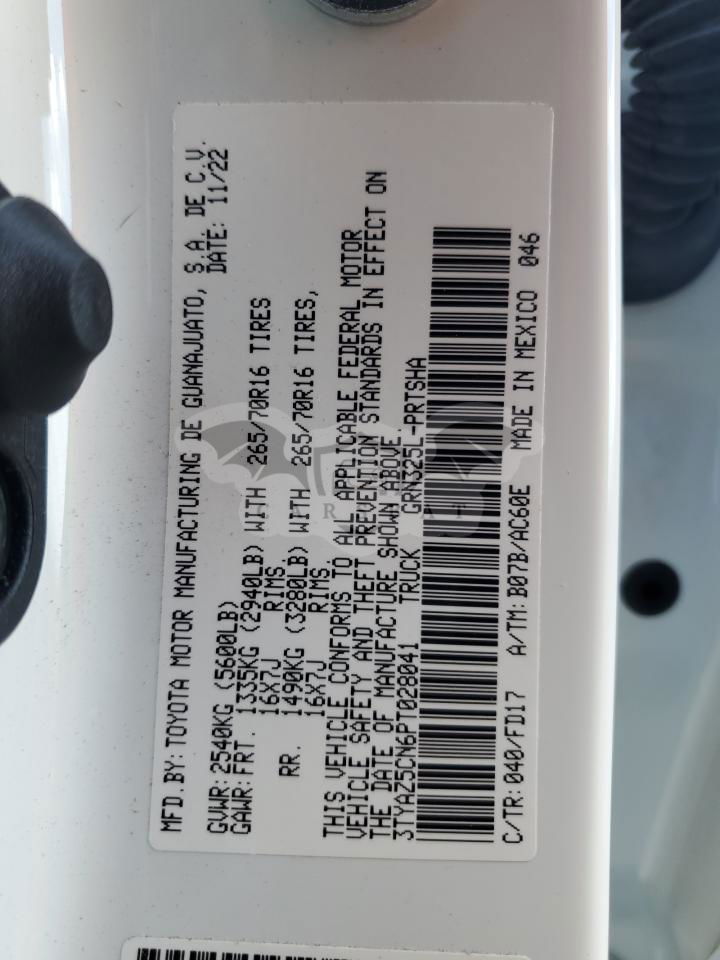 MFD.BY:TOYOTA MOTOR MANUFACTURING DE GUANAJUATO, S.A. DE C.V.
DATE: 11/22
GVWR:2540KG (5600LB)
GAWR:FRT. 1335KG (2940LB) WITH 265/70R16 TIRES
16X7J RIMS
RR. 1490KG (3280LB) WITH 265/70R16 TIRES,
16X7J RIMS
THIS VEHICLE CONFORMS TO ALL APPLICABLE FEDERAL MOTOR
VEHICLE SAFETY AND THEFT PREVENTION STANDARDS IN EFFECT ON
THE DATE OF MANUFACTURE SHOWN ABOVE.
3TYAZ5CN6PT028041 TRUCK GRN325L-PRTSHA
C/TR:040/FD17 A/TM:B07B/AC60E MADE IN MEXICO 046